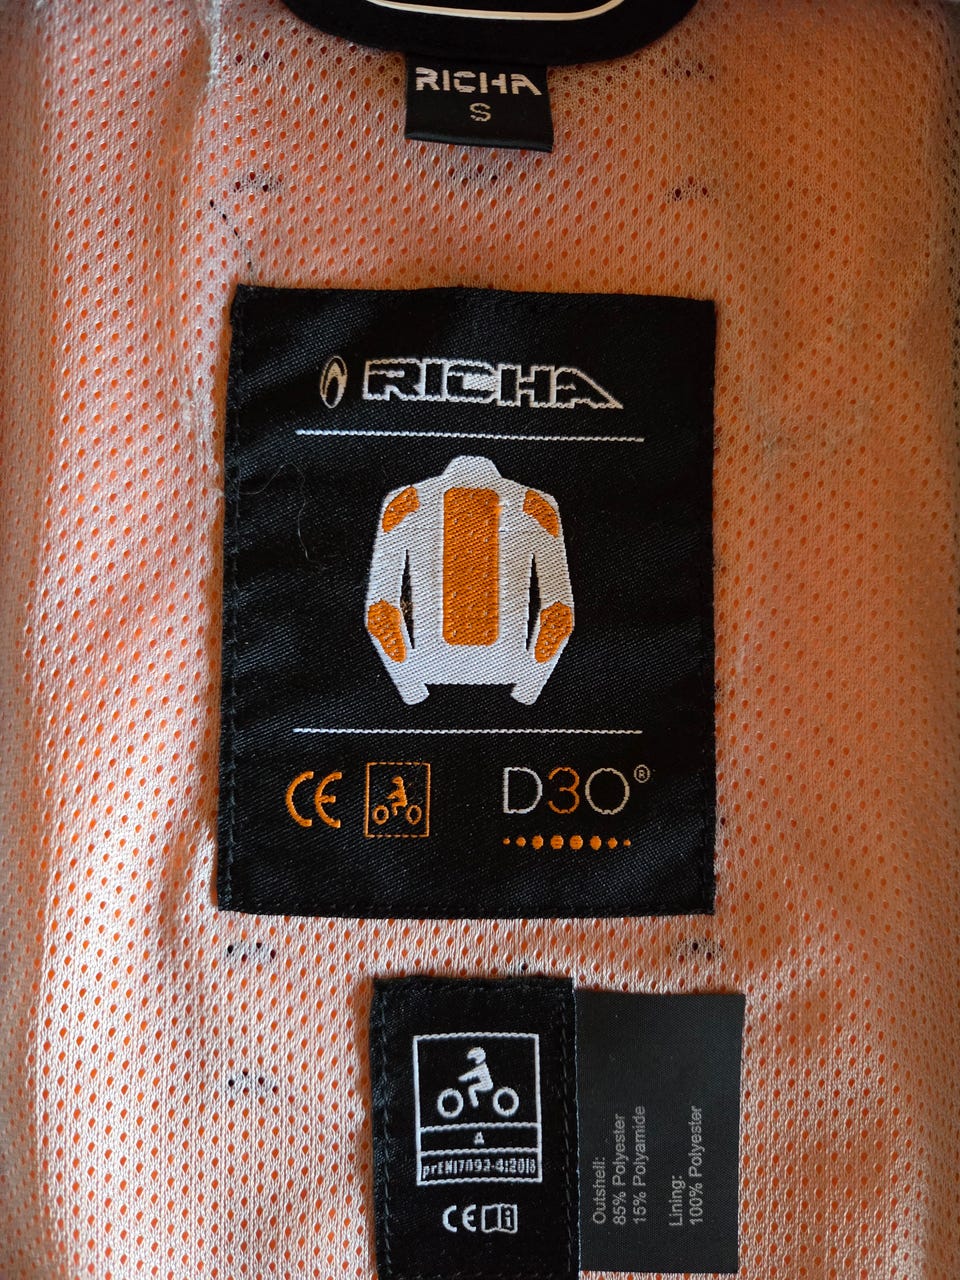 RICHA
S
RICHA
CE
D3O®
A
prEN17092-4:2018
CE i
Outshell:
85% Polyester
15% Polyamide
Lining:
100% Polyester